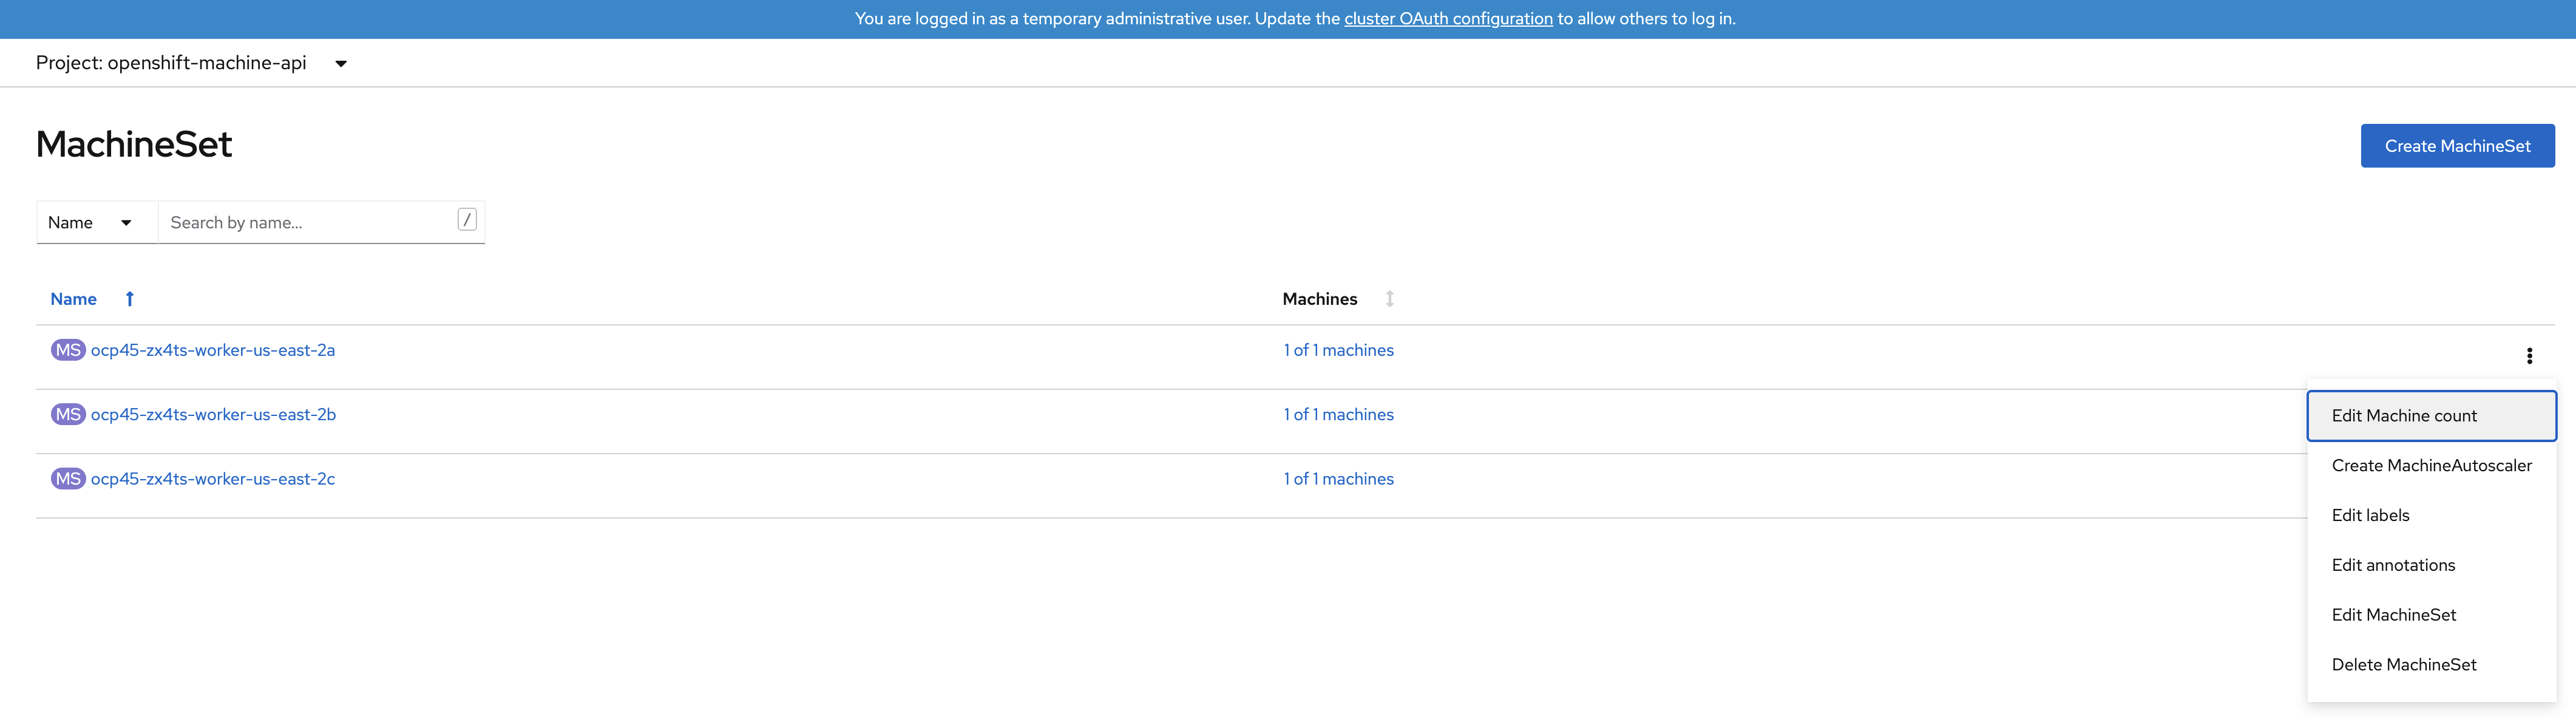 You are logged in as a temporary administrative user. Update the cluster OAuth configuration to allow others to log in.
Project: openshift-machine-api
MachineSet
Create MachineSet
Name Search by name... /
Name Machines
MS ocp45-zx4ts-worker-us-east-2a 1 of 1 machines
MS ocp45-zx4ts-worker-us-east-2b 1 of 1 machines
MS ocp45-zx4ts-worker-us-east-2c 1 of 1 machines
Edit Machine count
Create MachineAutoscaler
Edit labels
Edit annotations
Edit MachineSet
Delete MachineSet